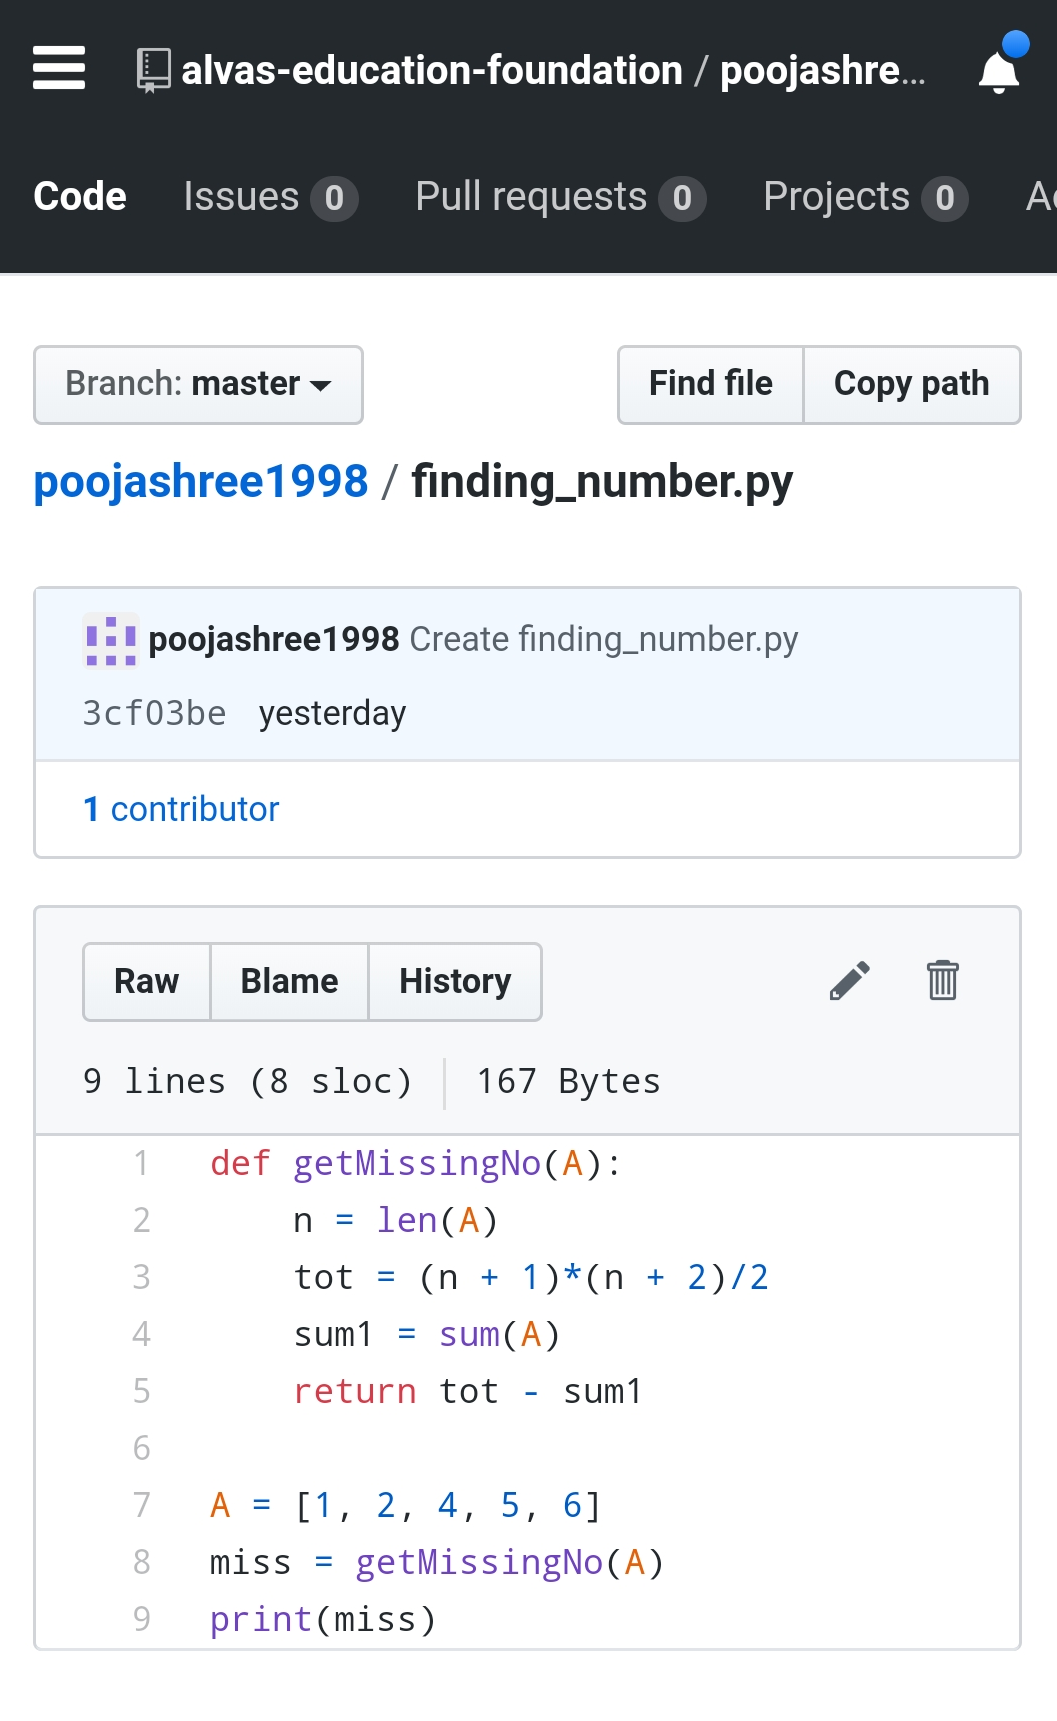 alvas-education-foundation / poojashre...
Code Issues 0 Pull requests 0 Projects 0
Branch: master Find file Copy path
poojashree1998 / finding_number.py
poojashree1998 Create finding_number.py
3cf03be yesterday
1 contributor
Raw Blame History
9 lines (8 sloc) 167 Bytes
1 def getMissingNo(A):
2 n = len(A)
3 tot = (n + 1)*(n + 2)/2
4 sum1 = sum(A)
5 return tot - sum1
6
7 A = [1, 2, 4, 5, 6]
8 miss = getMissingNo(A)
9 print(miss)